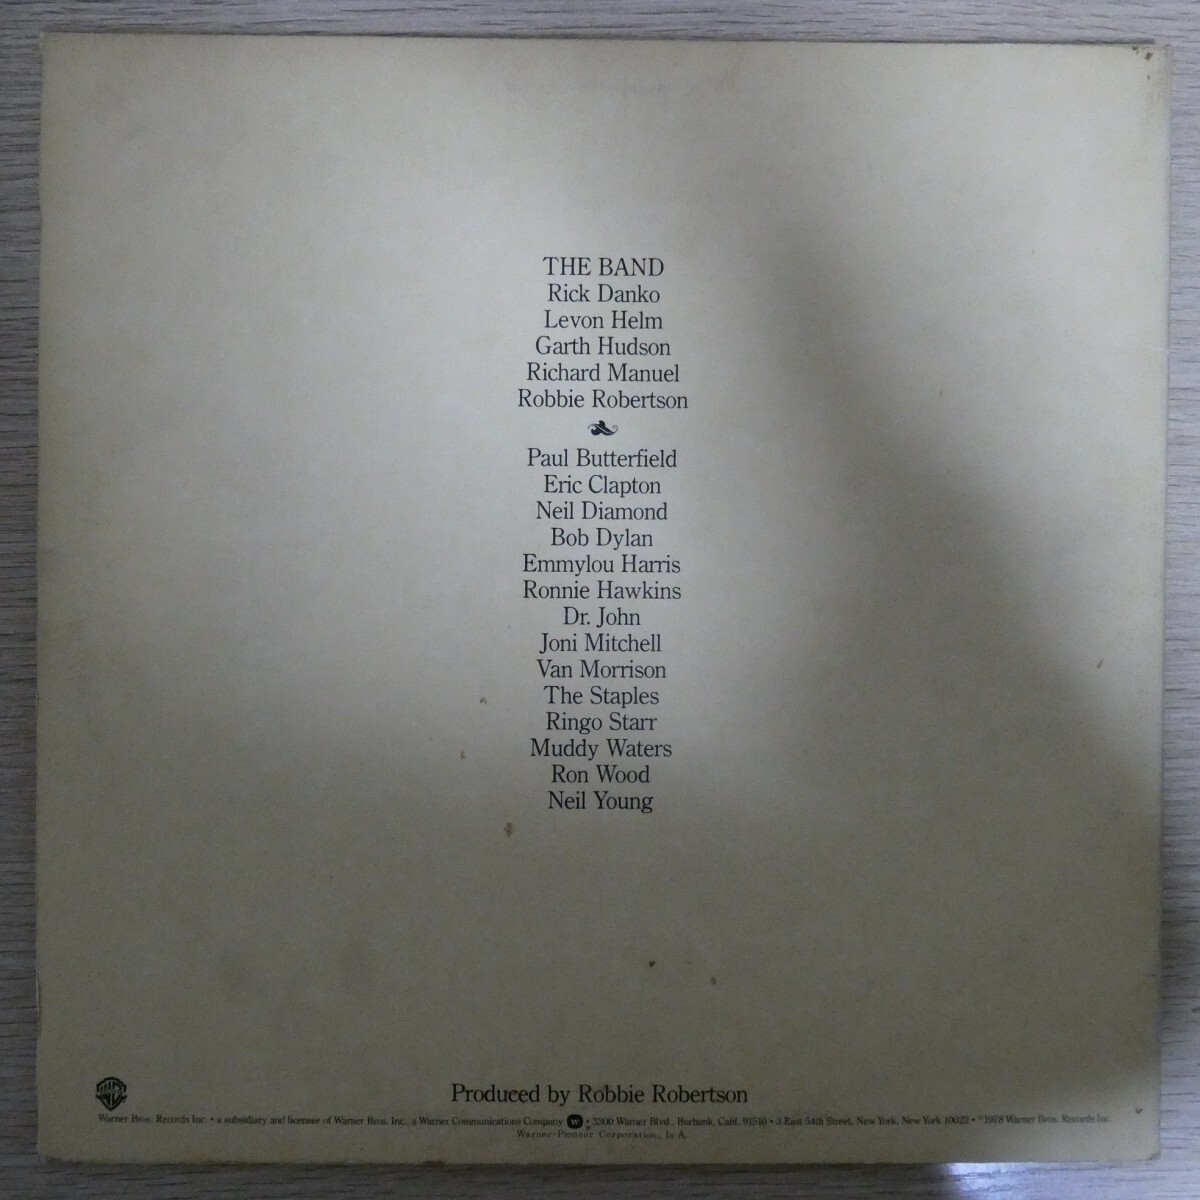 THE BAND
Rick Danko
Levon Helm
Garth Hudson
Richard Manuel
Robbie Robertson
Paul Butterfield
Eric Clapton
Neil Diamond
Bob Dylan
Emmylou Harris
Ronnie Hawkins
Dr. John
Joni Mitchell
Van Morrison
The Staples
Ringo Starr
Muddy Waters
Ron Wood
Neil Young
Produced by Robbie Robertson
Warner Bros. Records Inc. • a subsidiary and licensee of Warner Bros. Inc., a Warner Communications Company • 3300 Warner Blvd., Burbank, Calif. 91510 • 3 East 54th Street, New York, New York 10022 • ©1978 Warner Bros. Records Inc.
Warner-Pioneer Corporation.